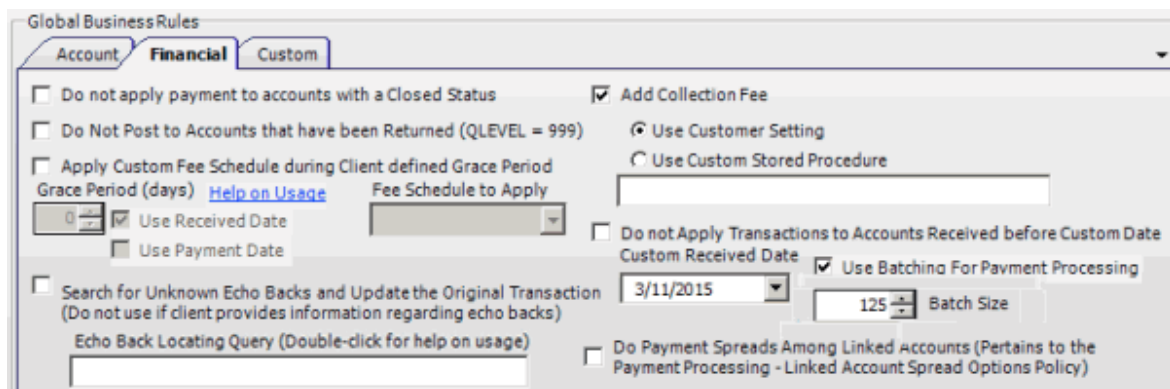 Global Business Rules
Account
Financial
Custom
Do not apply payment to accounts with a Closed Status
Do Not Post to Accounts that have been Returned (QLEVEL = 999)
Apply Custom Fee Schedule during Client defined Grace Period
Grace Period (days)
Help on Usage
Fee Schedule to Apply
0
Use Received Date
Use Payment Date
Search for Unknown Echo Backs and Update the Original Transaction
(Do not use if client provides information regarding echo backs)
Echo Back Locating Query (Double-click for help on usage)
Add Collection Fee
Use Customer Setting
Use Custom Stored Procedure
Do not Apply Transactions to Accounts Received before Custom Date
Custom Received Date
Use Batching For Payment Processing
3/11/2015
125
Batch Size
Do Payment Spreads Among Linked Accounts (Pertains to the
Payment Processing - Linked Account Spread Options Policy)